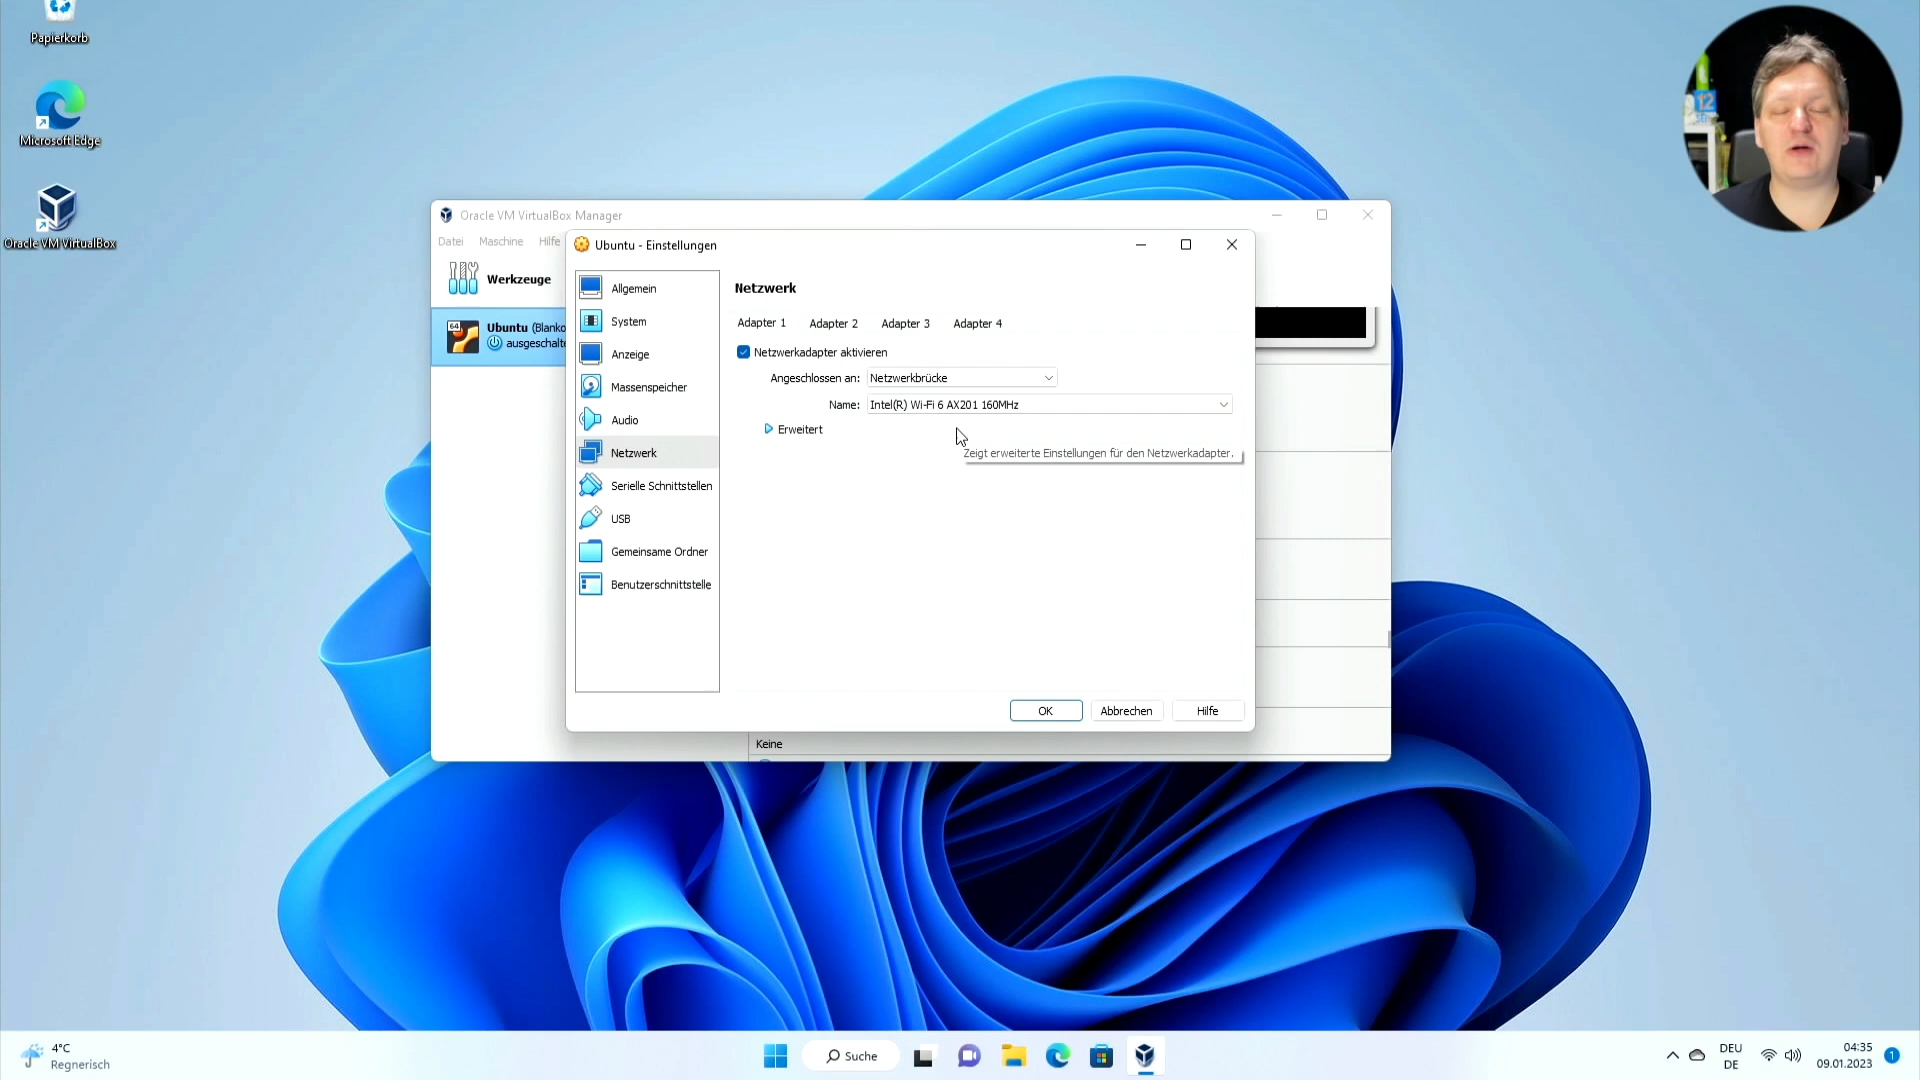 Papierkorb
Microsoft Edge
Oracle VM VirtualBox
Oracle VM VirtualBox Manager
Datei Maschine Hilfe
Werkzeuge
64
Ubuntu (Blanko
ausgeschalte
Keine
Ubuntu - Einstellungen
Allgemein
System
Anzeige
Massenspeicher
Audio
Netzwerk
Serielle Schnittstellen
USB
Gemeinsame Ordner
Benutzerschnittstelle
Netzwerk
Adapter 1 Adapter 2 Adapter 3 Adapter 4
Netzwerkadapter aktivieren
Angeschlossen an: Netzwerkbrücke
Name: Intel(R) Wi-Fi 6 AX201 160MHz
Erweitert
Zeigt erweiterte Einstellungen für den Netzwerkadapter.
OK Abbrechen Hilfe
12
4°C
Regnerisch
Suche
DEU
DE
04:35
09.01.2023
1